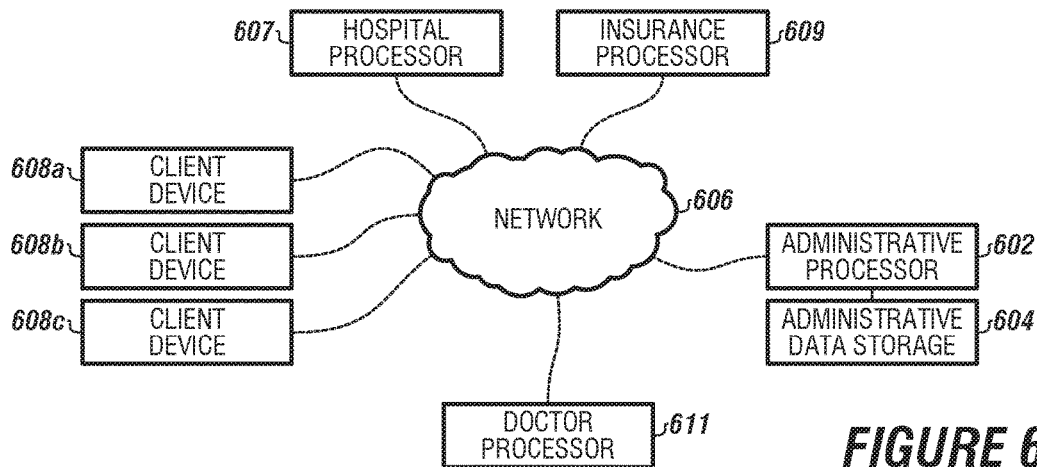 607
HOSPITAL
PROCESSOR
INSURANCE
PROCESSOR
609
608a
CLIENT
DEVICE
608b
CLIENT
DEVICE
608c
CLIENT
DEVICE
NETWORK
606
ADMINISTRATIVE
PROCESSOR
602
ADMINISTRATIVE
DATA STORAGE
604
DOCTOR
PROCESSOR
611
FIGURE 6